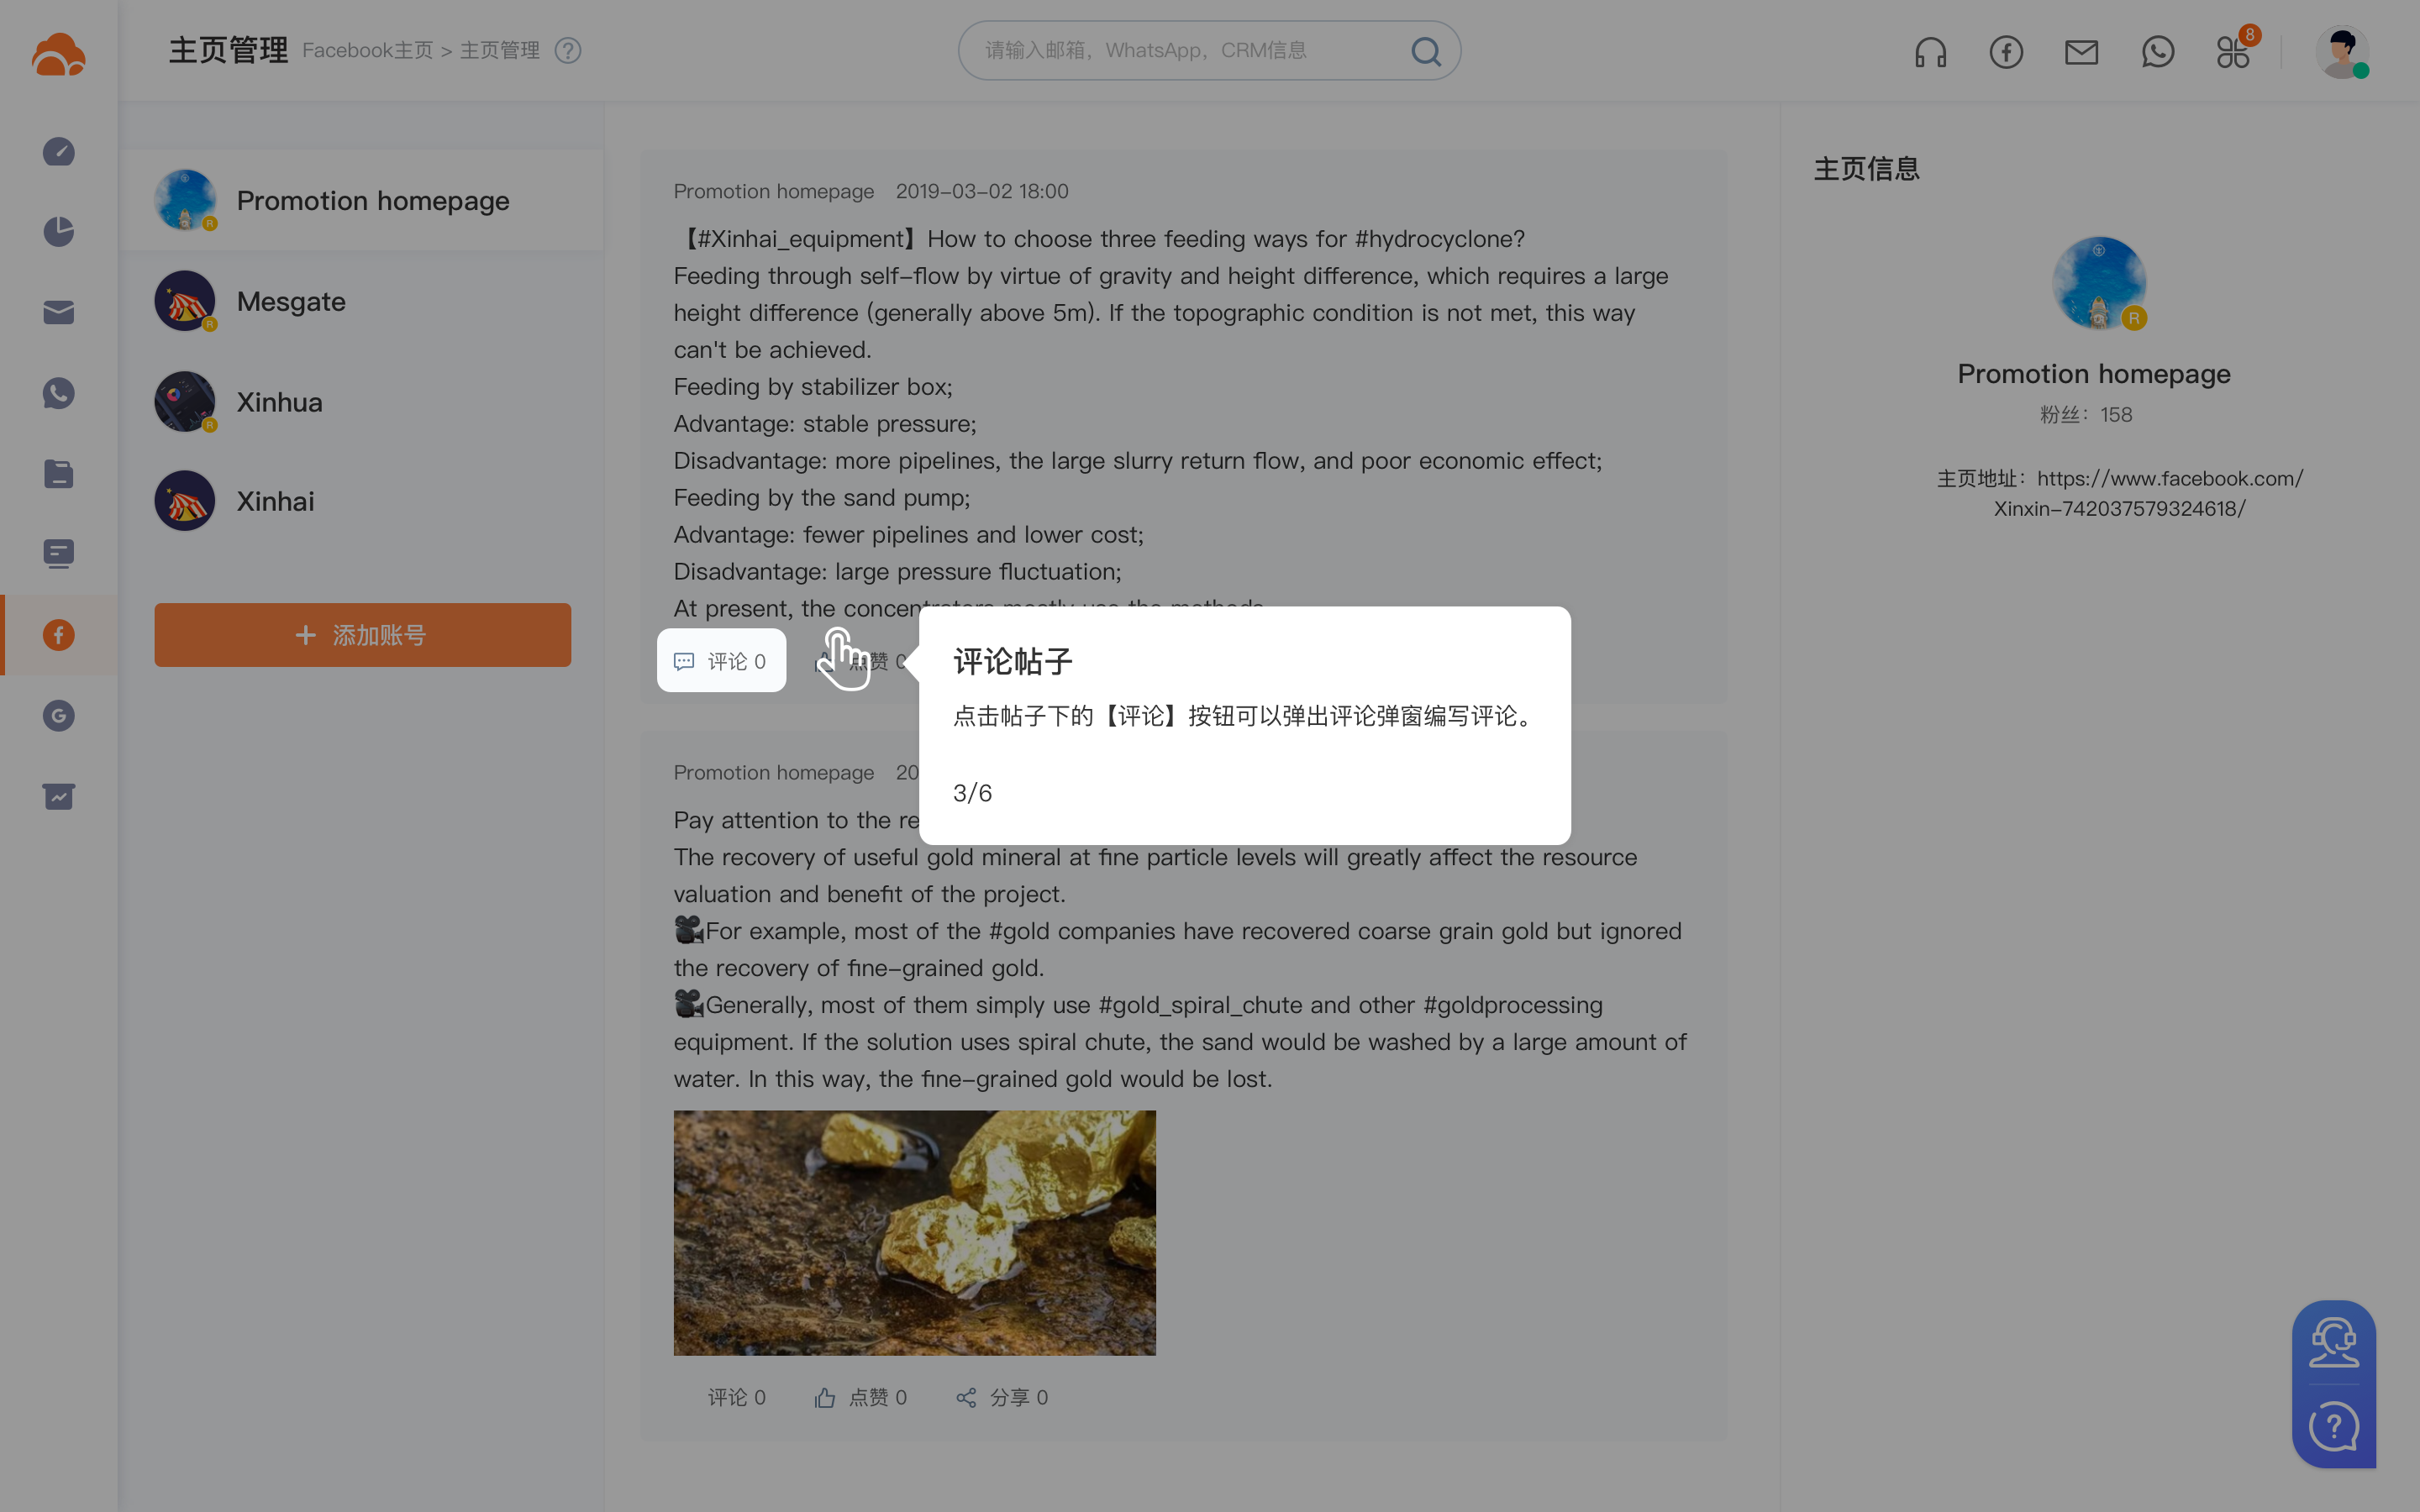 主页管理 Facebook主页 > 主页管理
请输入邮箱，WhatsApp，CRM信息
8
Promotion homepage
Mesgate
Xinhua
Xinhai
添加账号
Promotion homepage 2019-03-02 18:00
【#Xinhai_equipment】How to choose three feeding ways for #hydrocyclone?
Feeding through self-flow by virtue of gravity and height difference, which requires a large
height difference (generally above 5m). If the topographic condition is not met, this way
can't be achieved.
Feeding by stabilizer box;
Advantage: stable pressure;
Disadvantage: more pipelines, the large slurry return flow, and poor economic effect;
Feeding by the sand pump;
Advantage: fewer pipelines and lower cost;
Disadvantage: large pressure fluctuation;
At present, the concentrators mostly use the methods
评论 0
点赞 0
评论帖子
点击帖子下的【评论】按钮可以弹出评论弹窗编写评论。
3/6
Promotion homepage 20
Pay attention to the re
The recovery of useful gold mineral at fine particle levels will greatly affect the resource
valuation and benefit of the project.
🎥For example, most of the #gold companies have recovered coarse grain gold but ignored
the recovery of fine-grained gold.
🎥Generally, most of them simply use #gold_spiral_chute and other #goldprocessing
equipment. If the solution uses spiral chute, the sand would be washed by a large amount of
water. In this way, the fine-grained gold would be lost.
评论 0 点赞 0 分享 0
主页信息
R
Promotion homepage
粉丝：158
主页地址：https://www.facebook.com/
Xinxin-742037579324618/